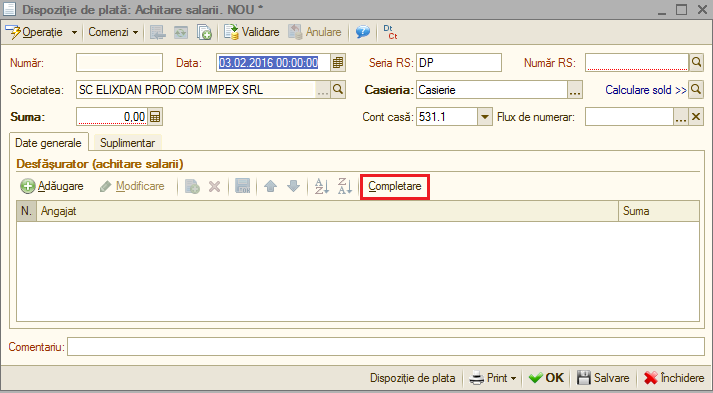 Dispoziție de plată: Achitare salarii. NOU *
Operație Comenzi Validare Anulare Dt Ct
Număr: Data: 03.02.2016 00:00:00 Seria RS: DP Număr RS:
Societatea: SC ELIXDAN PROD COM IMPEX SRL ... Casieria: Casierie ... Calculare sold >>
Suma: 0,00 Cont casă: 531.1 Flux de numerar: ...
Date generale Suplimentar
Desfășurator (achitare salarii)
Adăugare Modificare Completare
N. Angajat Suma
Comentariu:
Dispoziție de plata Print OK Salvare Închidere